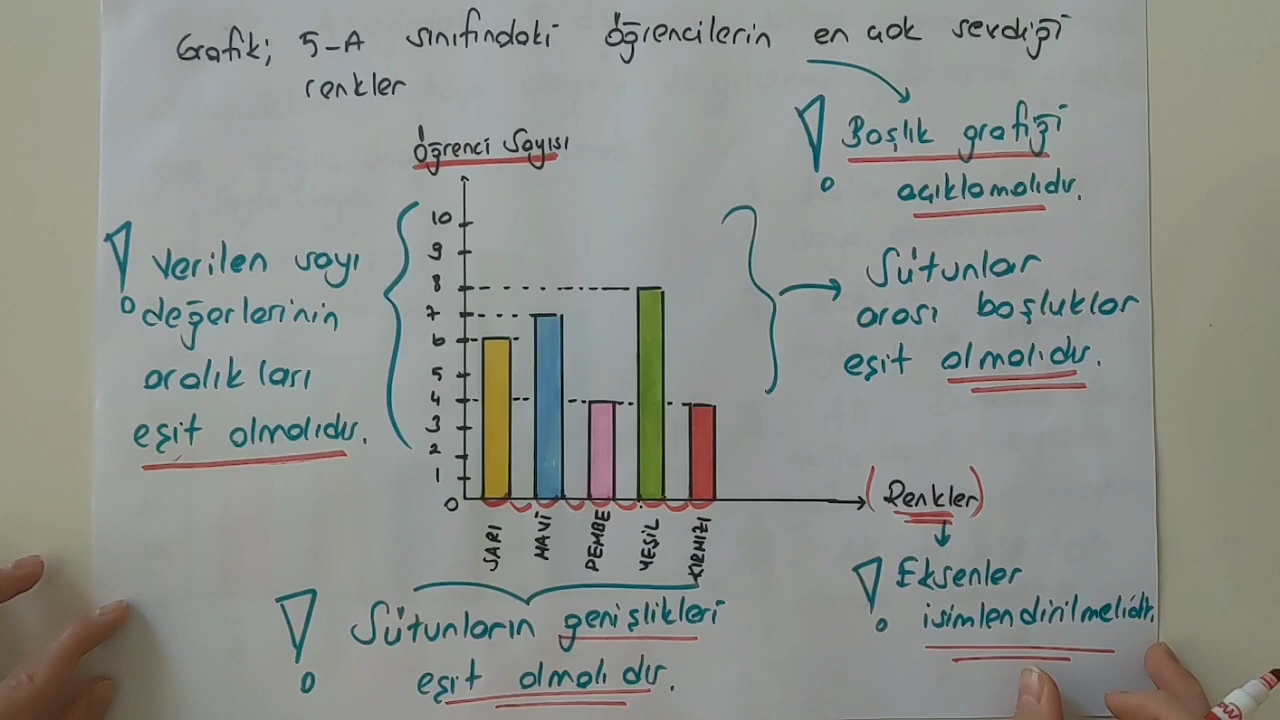 Grafik; 5-A sınıfındaki öğrencilerin en çok sevdiği
renkler
! Başlık grafiği
açıklamalıdır.
Öğrenci Sayısı
10
9
8
7
6
5
4
3
2
1
0
! Verilen sayı
değerlerinin
aralıkları
eşit olmalıdır.
Sütunlar
arası boşluklar
eşit olmalıdır.
(Renkler)
SARI
MAVİ
PEMBE
YEŞİL
KIRMIZI
! Eksenler
isimlendirilmelidir.
! Sütunların genişlikleri
eşit olmalıdır.